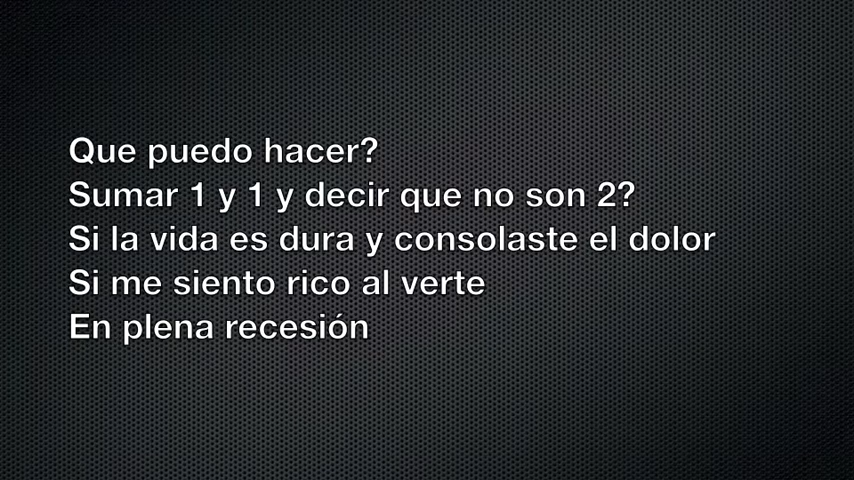 Que puedo hacer?
Sumar 1 y 1 y decir que no son 2?
Si la vida es dura y consolaste el dolor
Si me siento rico al verte
En plena recesión